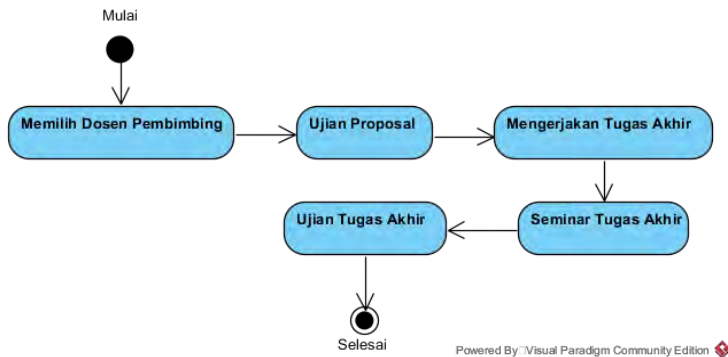 Mulai
Memilih Dosen Pembimbing
Ujian Proposal
Mengerjakan Tugas Akhir
Seminar Tugas Akhir
Ujian Tugas Akhir
Selesai
Powered By Visual Paradigm Community Edition